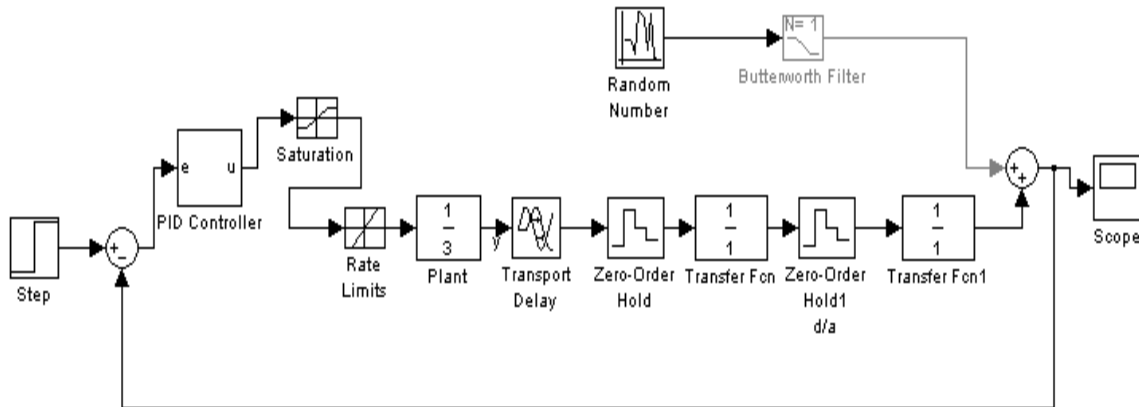 N= 1
Butterworth Filter
Random
Number
Saturation
e u
PID Controller
+
-
Step
Rate
Limits
1
3
Plant
y
Transport
Delay
Zero-Order
Hold
1
1
Transfer Fcn
Zero-Order
Hold1
d/a
1
1
Transfer Fcn1
+
+
Scope